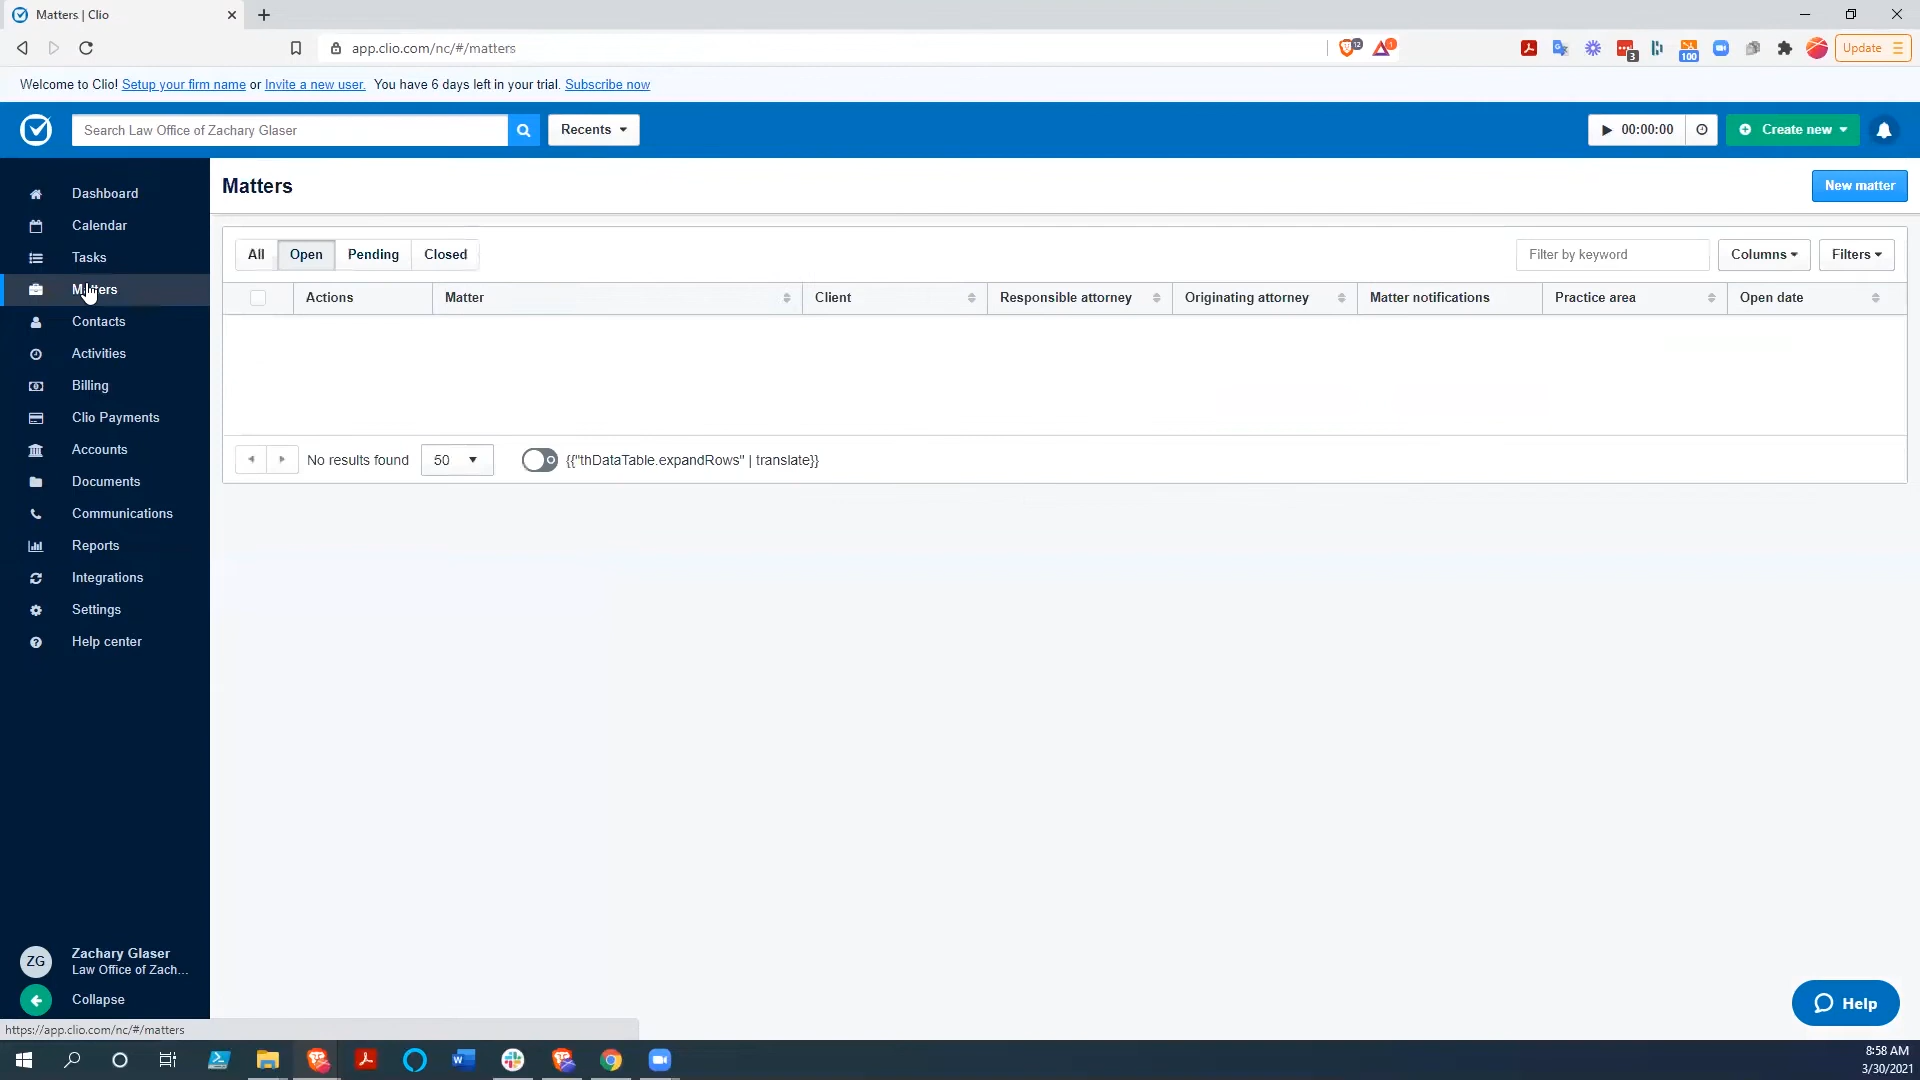 Matters | Clio
app.clio.com/nc/#/matters
12
1
3
100
Update
Welcome to Clio! Setup your firm name or Invite a new user. You have 6 days left in your trial. Subscribe now
Search Law Office of Zachary Glaser
Recents
00:00:00
Create new
Dashboard
Calendar
Tasks
Matters
Contacts
Activities
Billing
Clio Payments
Accounts
Documents
Communications
Reports
Integrations
Settings
Help center
Matters
New matter
All
Open
Pending
Closed
Filter by keyword
Columns
Filters
Actions
Matter
Client
Responsible attorney
Originating attorney
Matter notifications
Practice area
Open date
No results found
50
{{"thDataTable.expandRows" | translate}}
ZG
Zachary Glaser
Law Office of Zach...
Collapse
Help
https://app.clio.com/nc/#/matters
8:58 AM
3/30/2021